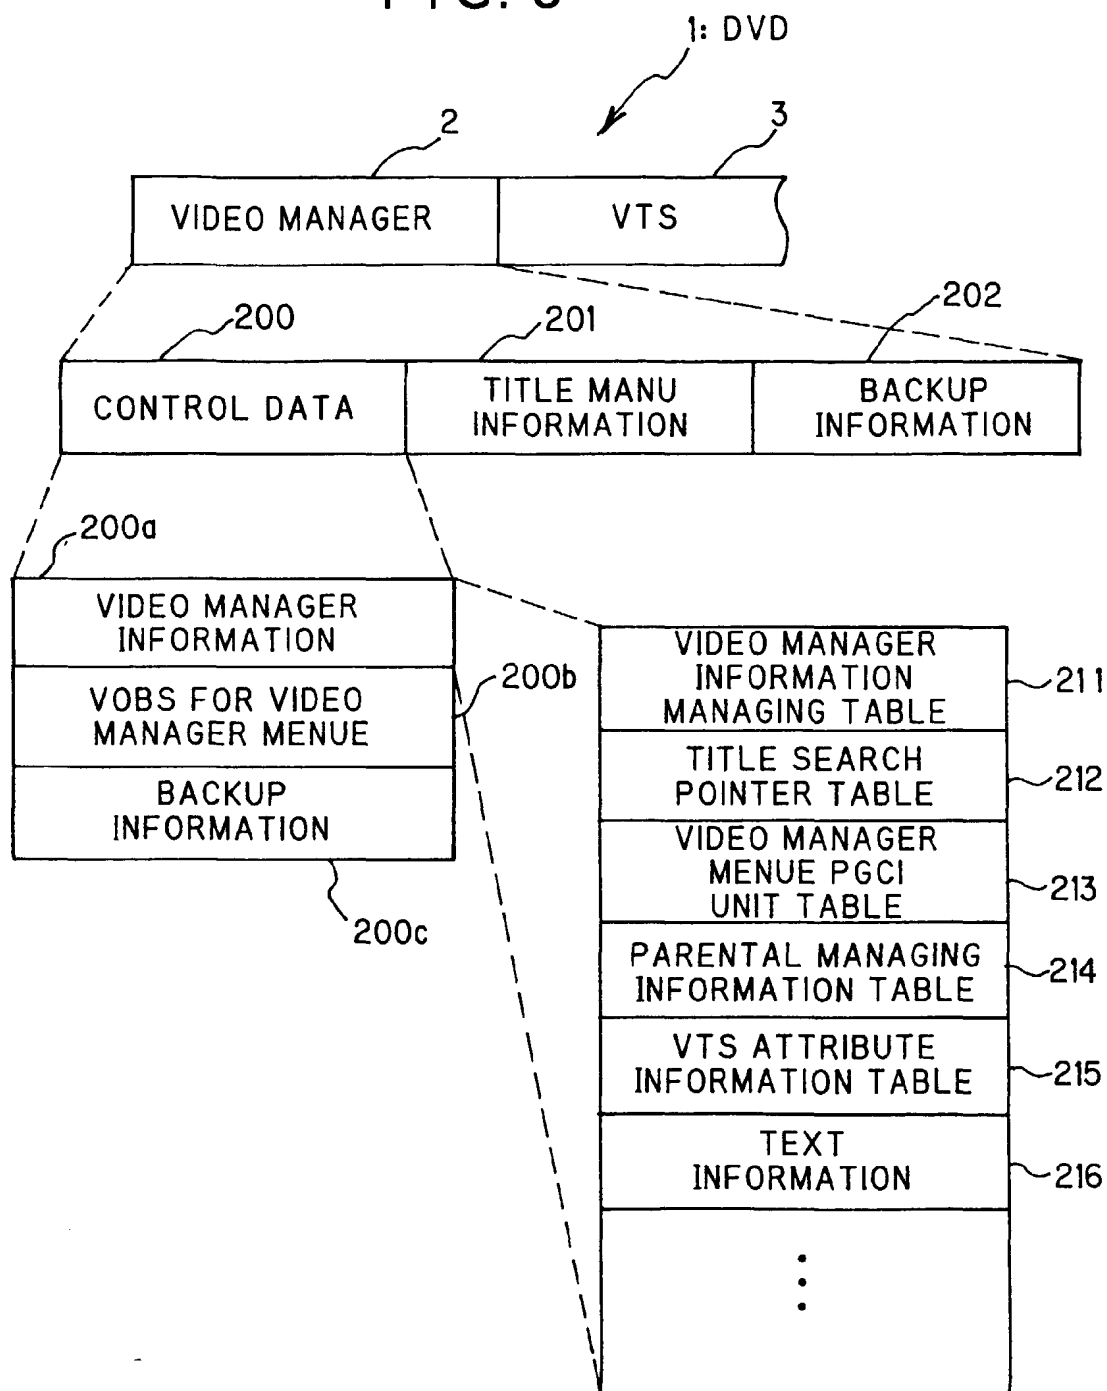 1: DVD
2
3
VIDEO MANAGER
VTS
200
201
202
CONTROL DATA
TITLE MANU
INFORMATION
BACKUP
INFORMATION
200a
VIDEO MANAGER
INFORMATION
200b
VOBS FOR VIDEO
MANAGER MENUE
BACKUP
INFORMATION
200c
VIDEO MANAGER
INFORMATION
MANAGING TABLE
211
TITLE SEARCH
POINTER TABLE
212
VIDEO MANAGER
MENUE PGCI
UNIT TABLE
213
PARENTAL MANAGING
INFORMATION TABLE
214
VTS ATTRIBUTE
INFORMATION TABLE
215
TEXT
INFORMATION
216